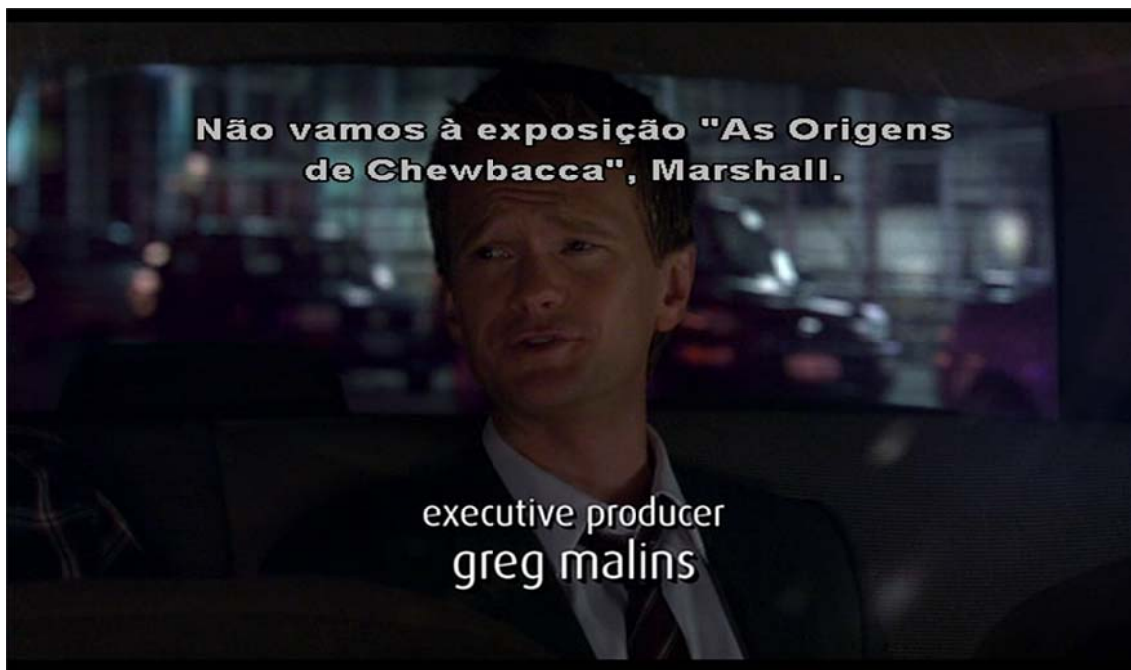 Não vamos à exposição "As Origens
de Chewbacca", Marshall.
executive producer
greg malins